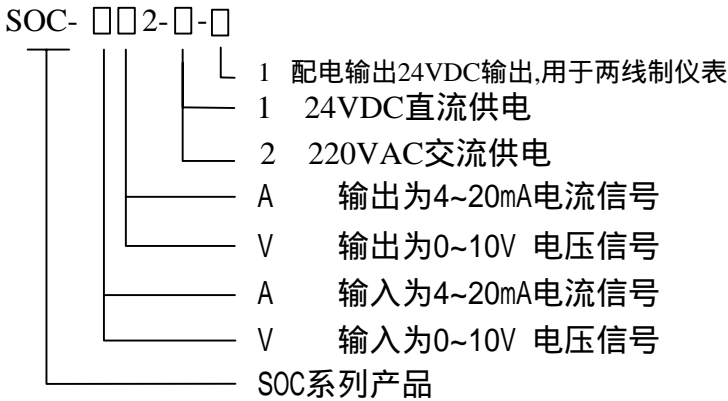 SOC- □□2-□-□
1 配电输出24VDC输出,用于两线制仪表
1 24VDC直流供电
2 220VAC交流供电
A 输出为4~20mA电流信号
V 输出为0~10V 电压信号
A 输入为4~20mA电流信号
V 输入为0~10V 电压信号
SOC系列产品